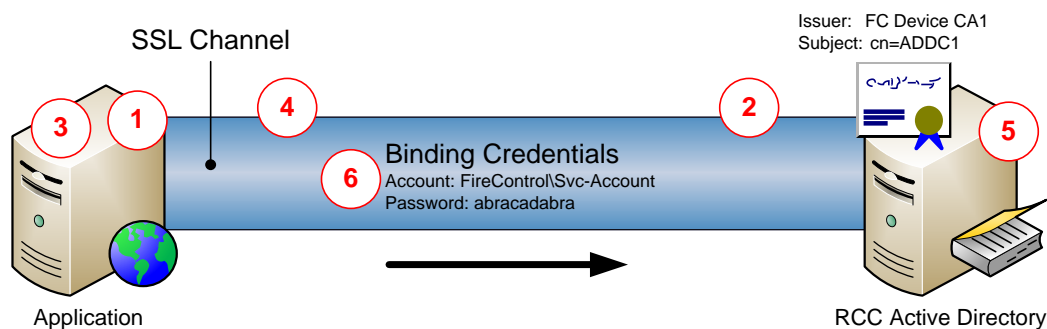 Issuer: FC Device CA1
Subject: cn=ADDC1
SSL Channel
1
2
3
4
5
6
Binding Credentials
Account: FireControl\Svc-Account
Password: abracadabra
Application
RCC Active Directory